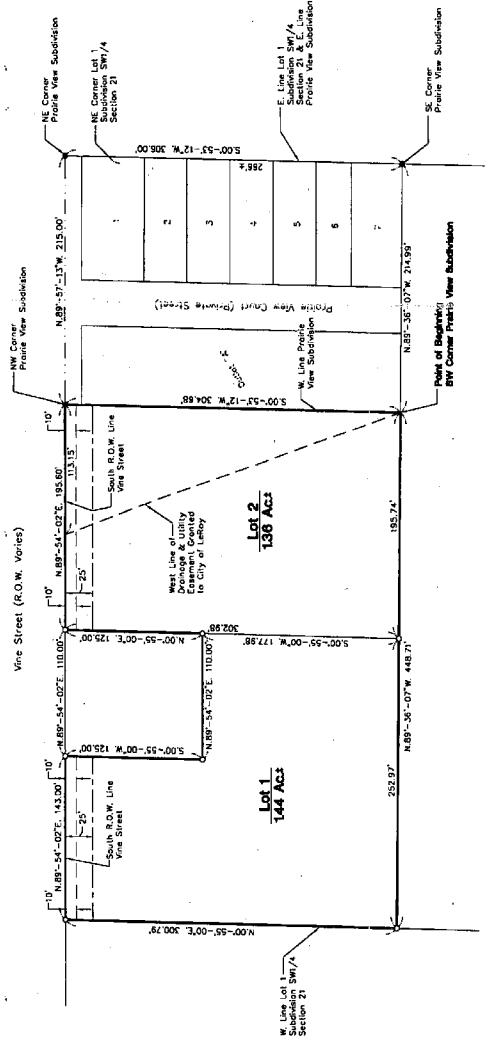 Vine Street (R.O.W. Varies)
NW Corner
Prairie View Subdivision
NE Corner
Prairie View Subdivision
NE Corner Lot 1
Subdivision SW1/4
Section 21
10'
N.89°-54'-02"E. 143.00'
10'
N.89°-54'-02"E. 110.00'
10'
N.89°-54'-02"E. 195.60'
10'
N.89°-57'-13"W. 215.00'
25'
South R.O.W. Line
Vine Street
25'
113.15'
South R.O.W. Line
Vine Street
S.00°-55'-00"W. 125.00'
N.00°-55'-00"E. 125.00'
N.89°-54'-02"E. 110.00'
West Line of
Drainage & Utility
Easement Granted
to City of LeRoy
S.00°-53'-12"W. 304.68'
W. Line Prairie
View Subdivision
Prairie View Court (Private Street)
1
2
3
4
5
6
7
288'±
S.00°-53'-12"W. 306.00'
E. Line Lot 1
Subdivision SW1/4
Section 21 & E. Line
Prairie View Subdivision
N.00°-55'-00"E. 300.79'
W. Line Lot 1
Subdivision SW1/4
Section 21
Lot 1
1.44 Ac.±
302.98'
S.00°-55'-00"W. 177.98'
Lot 2
1.36 Ac.±
252.97'
195.74'
N.89°-36'-07"W. 448.71'
N.89°-36'-07"W. 214.99'
Point of Beginning
SW Corner Prairie View Subdivision
SE Corner
Prairie View Subdivision